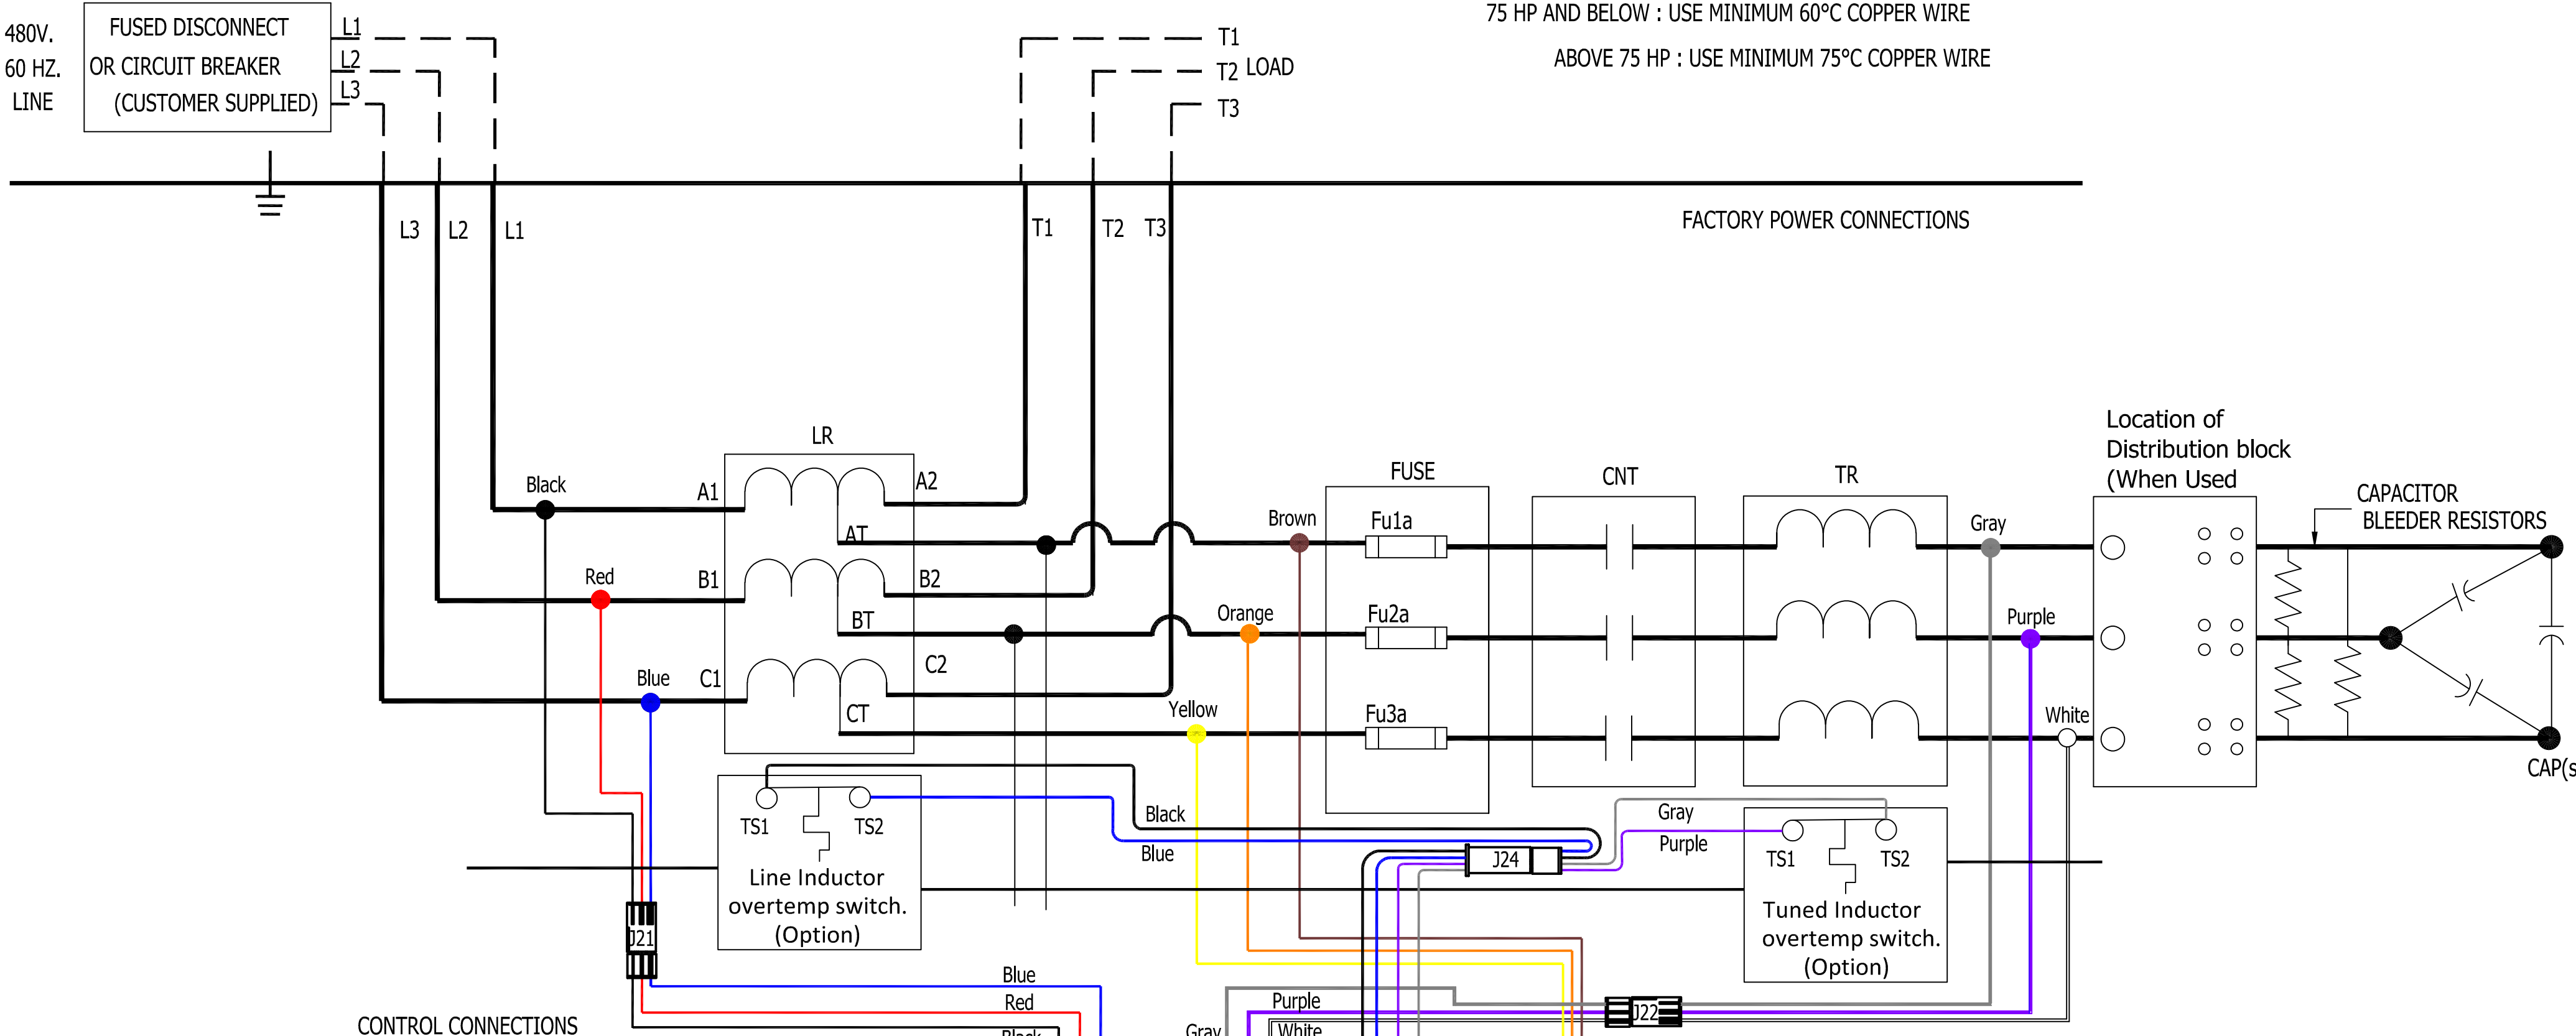 480V.
60 HZ.
LINE
FUSED DISCONNECT
OR CIRCUIT BREAKER
(CUSTOMER SUPPLIED)
L1
L2
L3
T1
T2 LOAD
T3
75 HP AND BELOW : USE MINIMUM 60°C COPPER WIRE
ABOVE 75 HP : USE MINIMUM 75°C COPPER WIRE
L3 L2 L1
T1 T2 T3
FACTORY POWER CONNECTIONS
LR
Black
A1
A2
AT
Red
B1
B2
BT
Blue
C1
C2
CT
Brown
Orange
Yellow
FUSE
Fu1a
Fu2a
Fu3a
CNT
TR
Gray
Purple
White
Location of
Distribution block
(When Used
CAPACITOR
BLEEDER RESISTORS
CAP(s
TS1 TS2
Line Inductor
overtemp switch.
(Option)
Black
Blue
J24
Gray
Purple
TS1 TS2
Tuned Inductor
overtemp switch.
(Option)
J21
Blue
Red
Black
CONTROL CONNECTIONS
Purple
Gray
White
J22